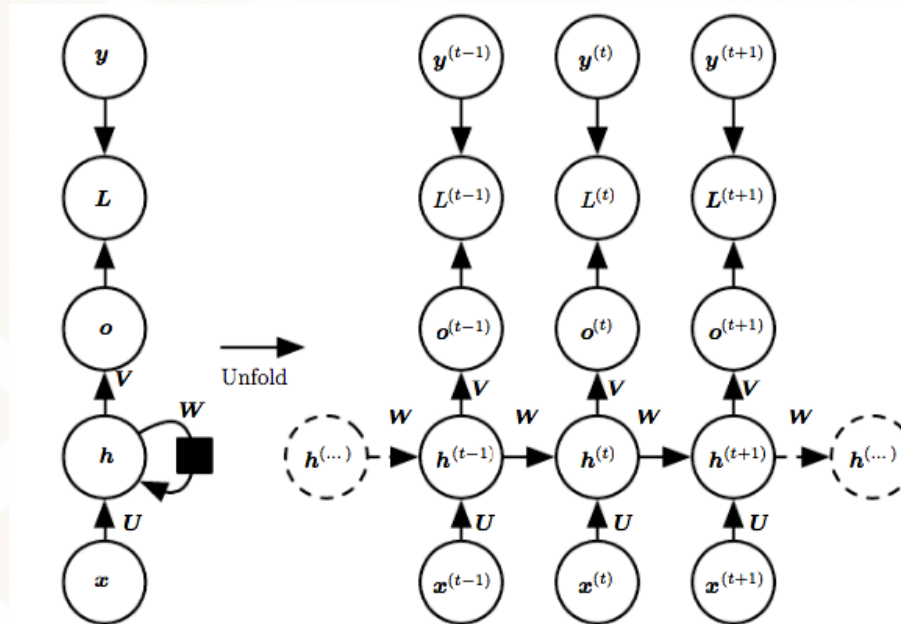 y y^(t−1) y^(t) y^(t+1)
L L^(t−1) L^(t) L^(t+1)
o o^(t−1) o^(t) o^(t+1)
V V V V
Unfold
W W W W W
h h^(...) h^(t−1) h^(t) h^(t+1) h^(...)
U U U U
x x^(t−1) x^(t) x^(t+1)